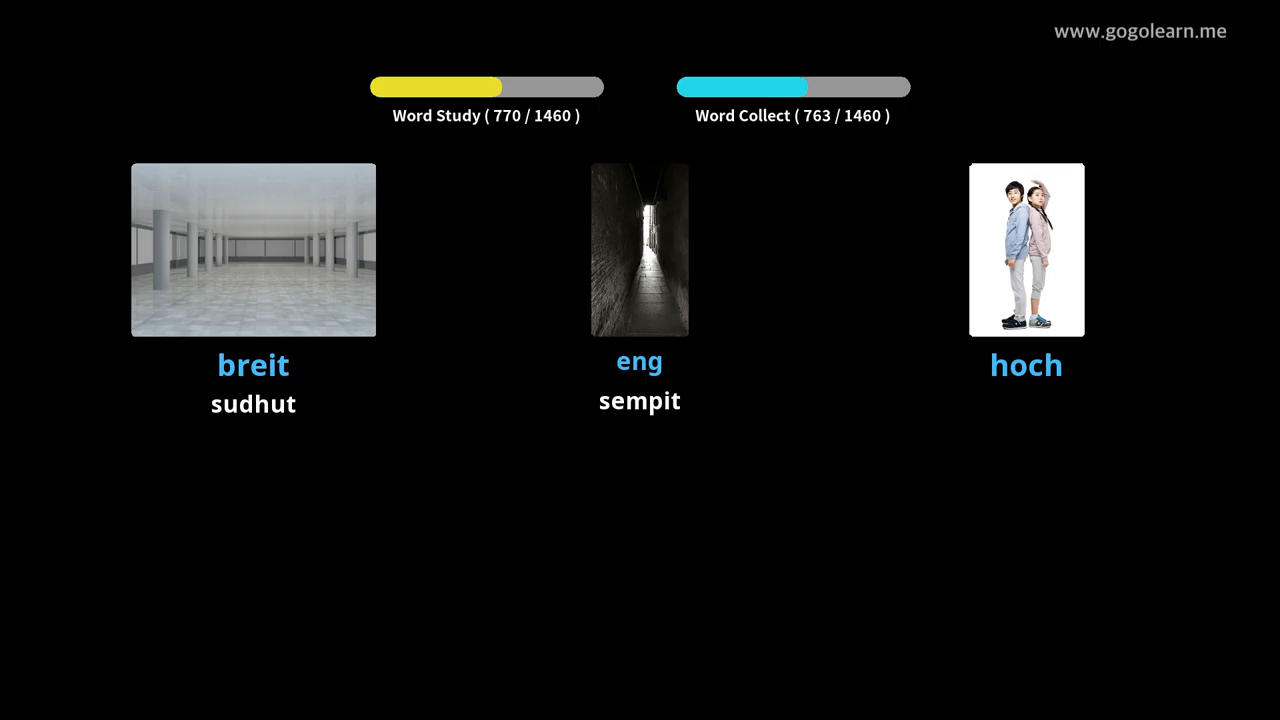 www.gogolearn.me
Word Study ( 770 / 1460 )
Word Collect ( 763 / 1460 )
breit
sudhut
eng
sempit
hoch